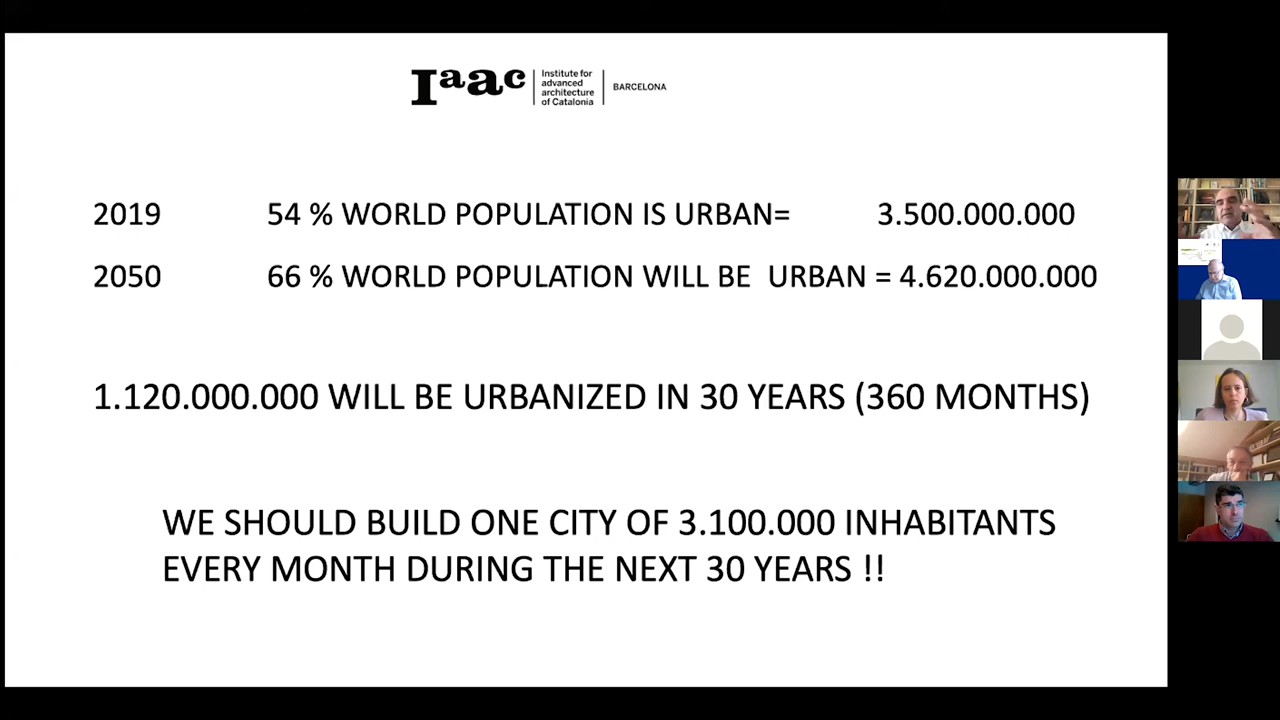 Iaac
Institute for
advanced
architecture
of Catalonia
BARCELONA
2019 54 % WORLD POPULATION IS URBAN= 3.500.000.000
2050 66 % WORLD POPULATION WILL BE URBAN = 4.620.000.000
1.120.000.000 WILL BE URBANIZED IN 30 YEARS (360 MONTHS)
WE SHOULD BUILD ONE CITY OF 3.100.000 INHABITANTS
EVERY MONTH DURING THE NEXT 30 YEARS !!